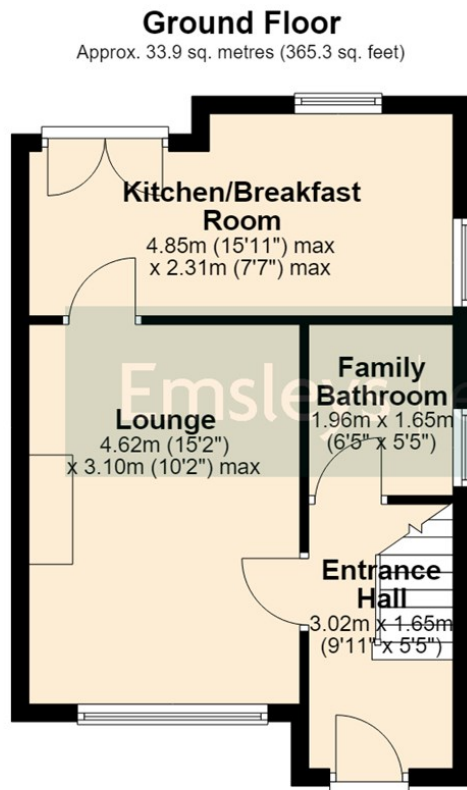 Ground Floor
Approx. 33.9 sq. metres (365.3 sq. feet)
Kitchen/Breakfast
Room
4.85m (15'11") max
x 2.31m (7'7") max
Emsleys
Lounge
4.62m (15'2")
x 3.10m (10'2") max
Family
Bathroom
1.96m x 1.65m
(6'5" x 5'5")
Entrance
Hall
3.02m x 1.65m
(9'11" x 5'5")